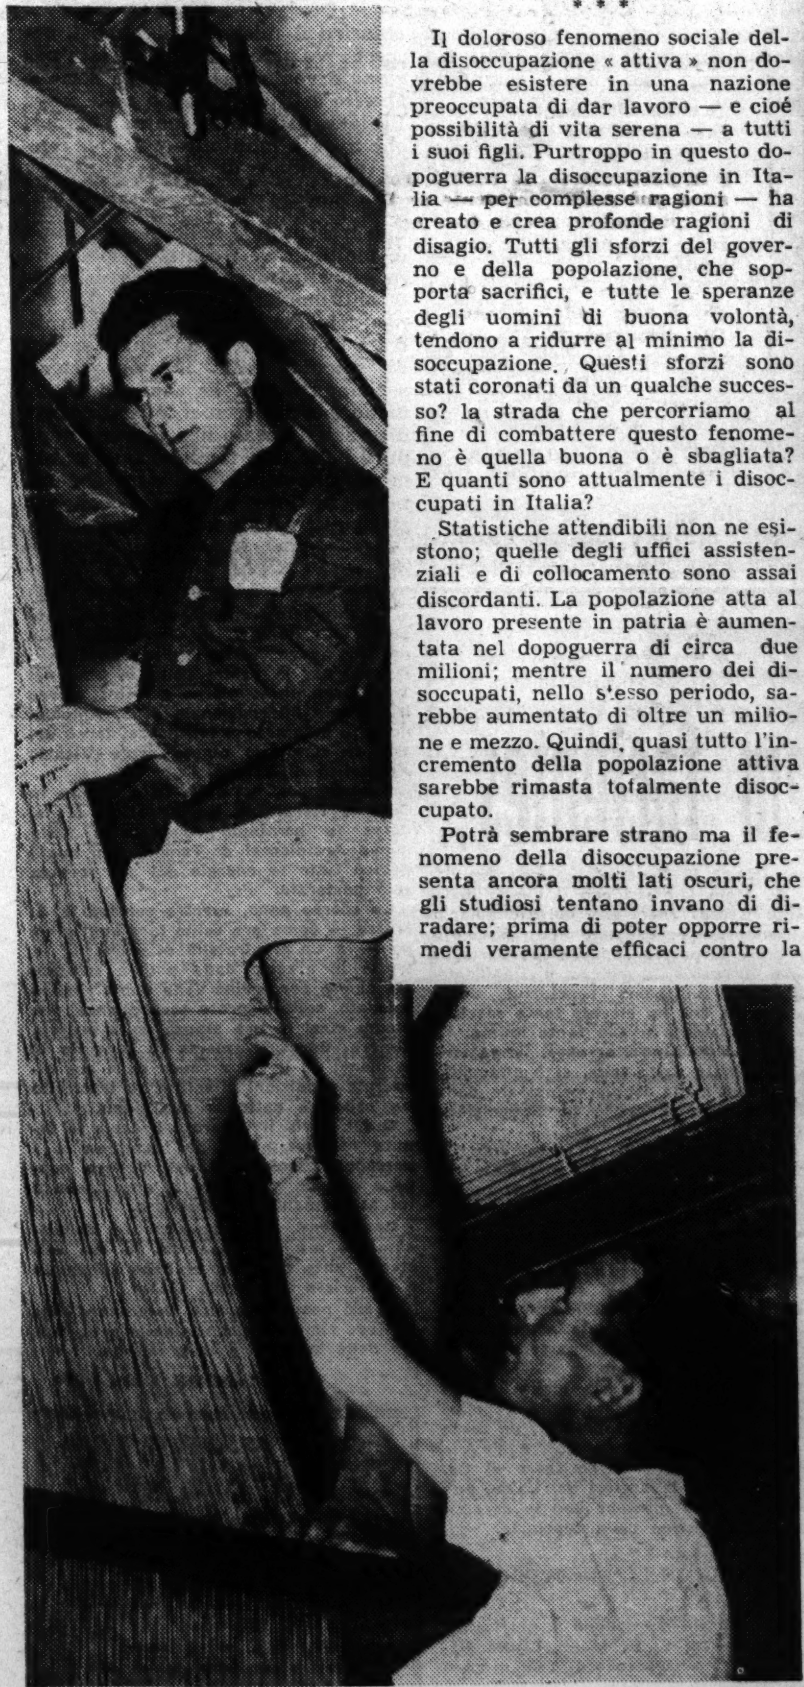 * * *
Il doloroso fenomeno sociale del-
la disoccupazione « attiva » non do-
vrebbe esistere in una nazione
preoccupata di dar lavoro — e cioé
possibilità di vita serena — a tutti
i suoi figli. Purtroppo in questo do-
poguerra la disoccupazione in Ita-
lia — per complesse ragioni — ha
creato e crea profonde ragioni di
disagio. Tutti gli sforzi del gover-
no e della popolazione, che sop-
porta sacrifici, e tutte le speranze
degli uomini di buona volontà,
tendono a ridurre al minimo la di-
soccupazione. Questi sforzi sono
stati coronati da un qualche succes-
so? la strada che percorriamo al
fine di combattere questo fenome-
no è quella buona o è sbagliata?
E quanti sono attualmente i disoc-
cupati in Italia?
Statistiche attendibili non ne esi-
stono; quelle degli uffici assisten-
ziali e di collocamento sono assai
discordanti. La popolazione atta al
lavoro presente in patria è aumen-
tata nel dopoguerra di circa due
milioni; mentre il numero dei di-
soccupati, nello stesso periodo, sa-
rebbe aumentato di oltre un milio-
ne e mezzo. Quindi, quasi tutto l'in-
cremento della popolazione attiva
sarebbe rimasta totalmente disoc-
cupato.
Potrà sembrare strano ma il fe-
nomeno della disoccupazione pre-
senta ancora molti lati oscuri, che
gli studiosi tentano invano di di-
radare; prima di poter opporre ri-
medi veramente efficaci contro la